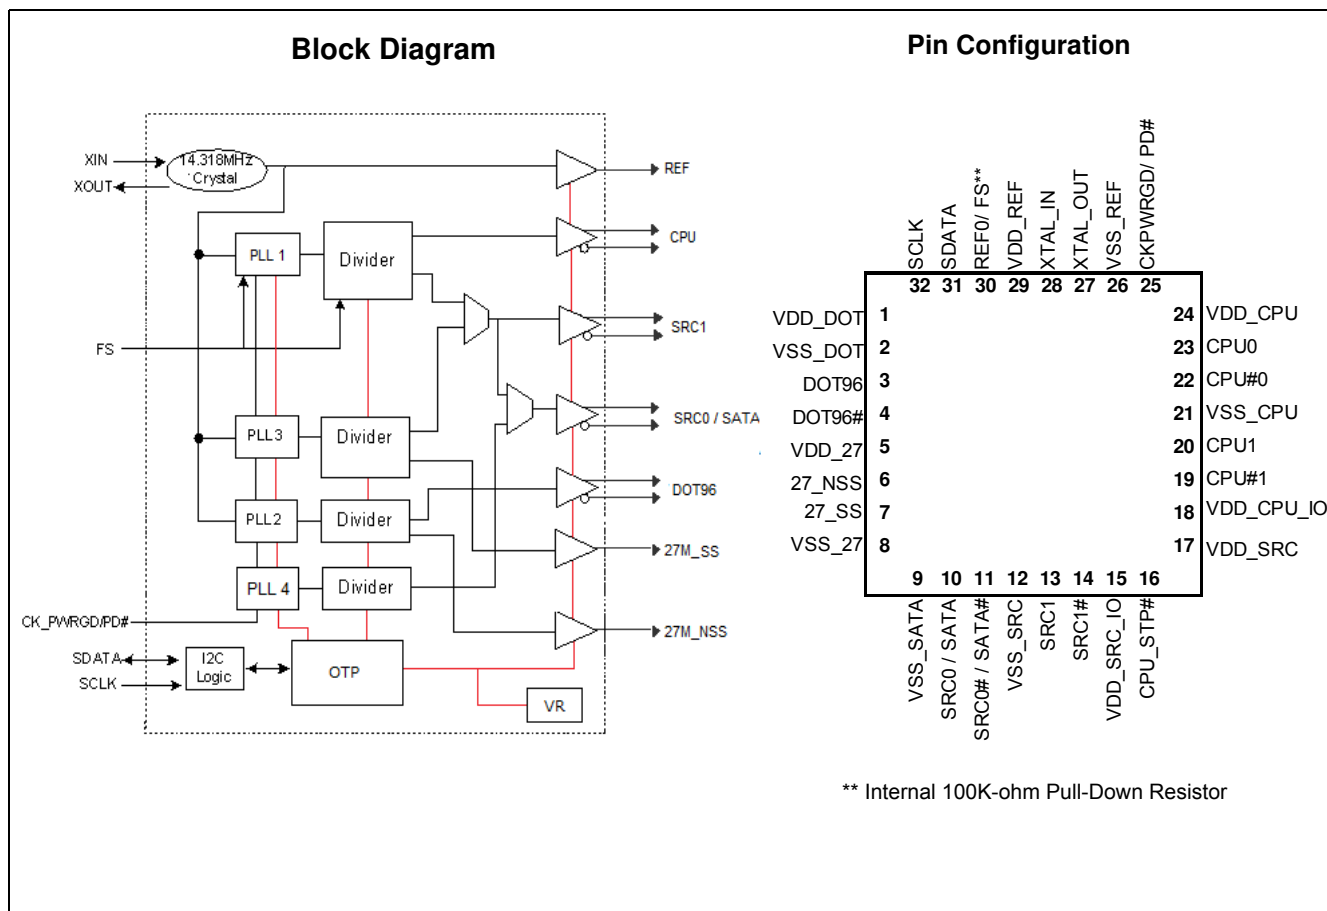 Block Diagram
XIN
XOUT
14.318MHz
Crystal
REF
CPU
PLL 1
Divider
SRC1
FS
PLL3
Divider
SRC0 / SATA
DOT96
PLL2
Divider
27M_SS
PLL 4
Divider
CK_PWRGD/PD#
27M_NSS
SDATA
SCLK
I2C
Logic
OTP
VR
Pin Configuration
SCLK
SDATA
REF0/ FS**
VDD_REF
XTAL_IN
XTAL_OUT
VSS_REF
CKPWRGD/ PD#
32 31 30 29 28 27 26 25
VDD_DOT 1
VSS_DOT 2
DOT96 3
DOT96# 4
VDD_27 5
27_NSS 6
27_SS 7
VSS_27 8
24 VDD_CPU
23 CPU0
22 CPU#0
21 VSS_CPU
20 CPU1
19 CPU#1
18 VDD_CPU_IO
17 VDD_SRC
9 10 11 12 13 14 15 16
VSS_SATA
SRC0 / SATA
SRC0# / SATA#
VSS_SRC
SRC1
SRC1#
VDD_SRC_IO
CPU_STP#
** Internal 100K-ohm Pull-Down Resistor